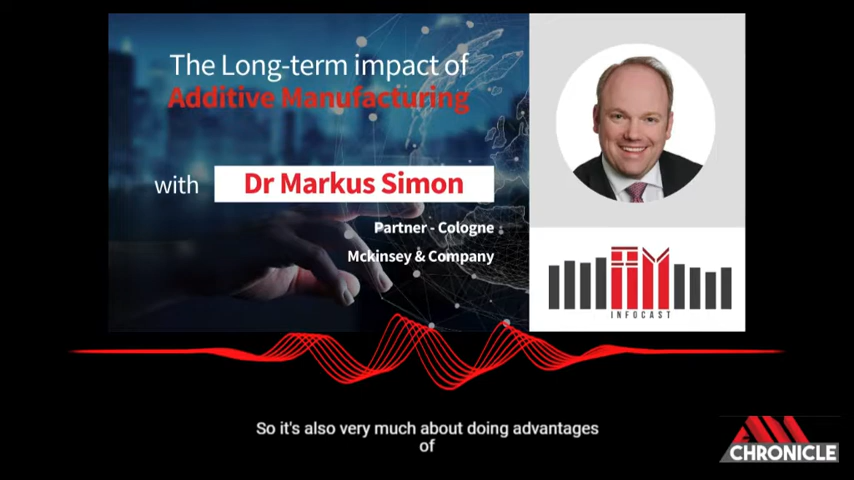 The Long-term impact of
Additive Manufacturing
with Dr Markus Simon
Partner - Cologne
Mckinsey & Company
INFOCAST
So it's also very much about doing advantages
of
AM
CHRONICLE